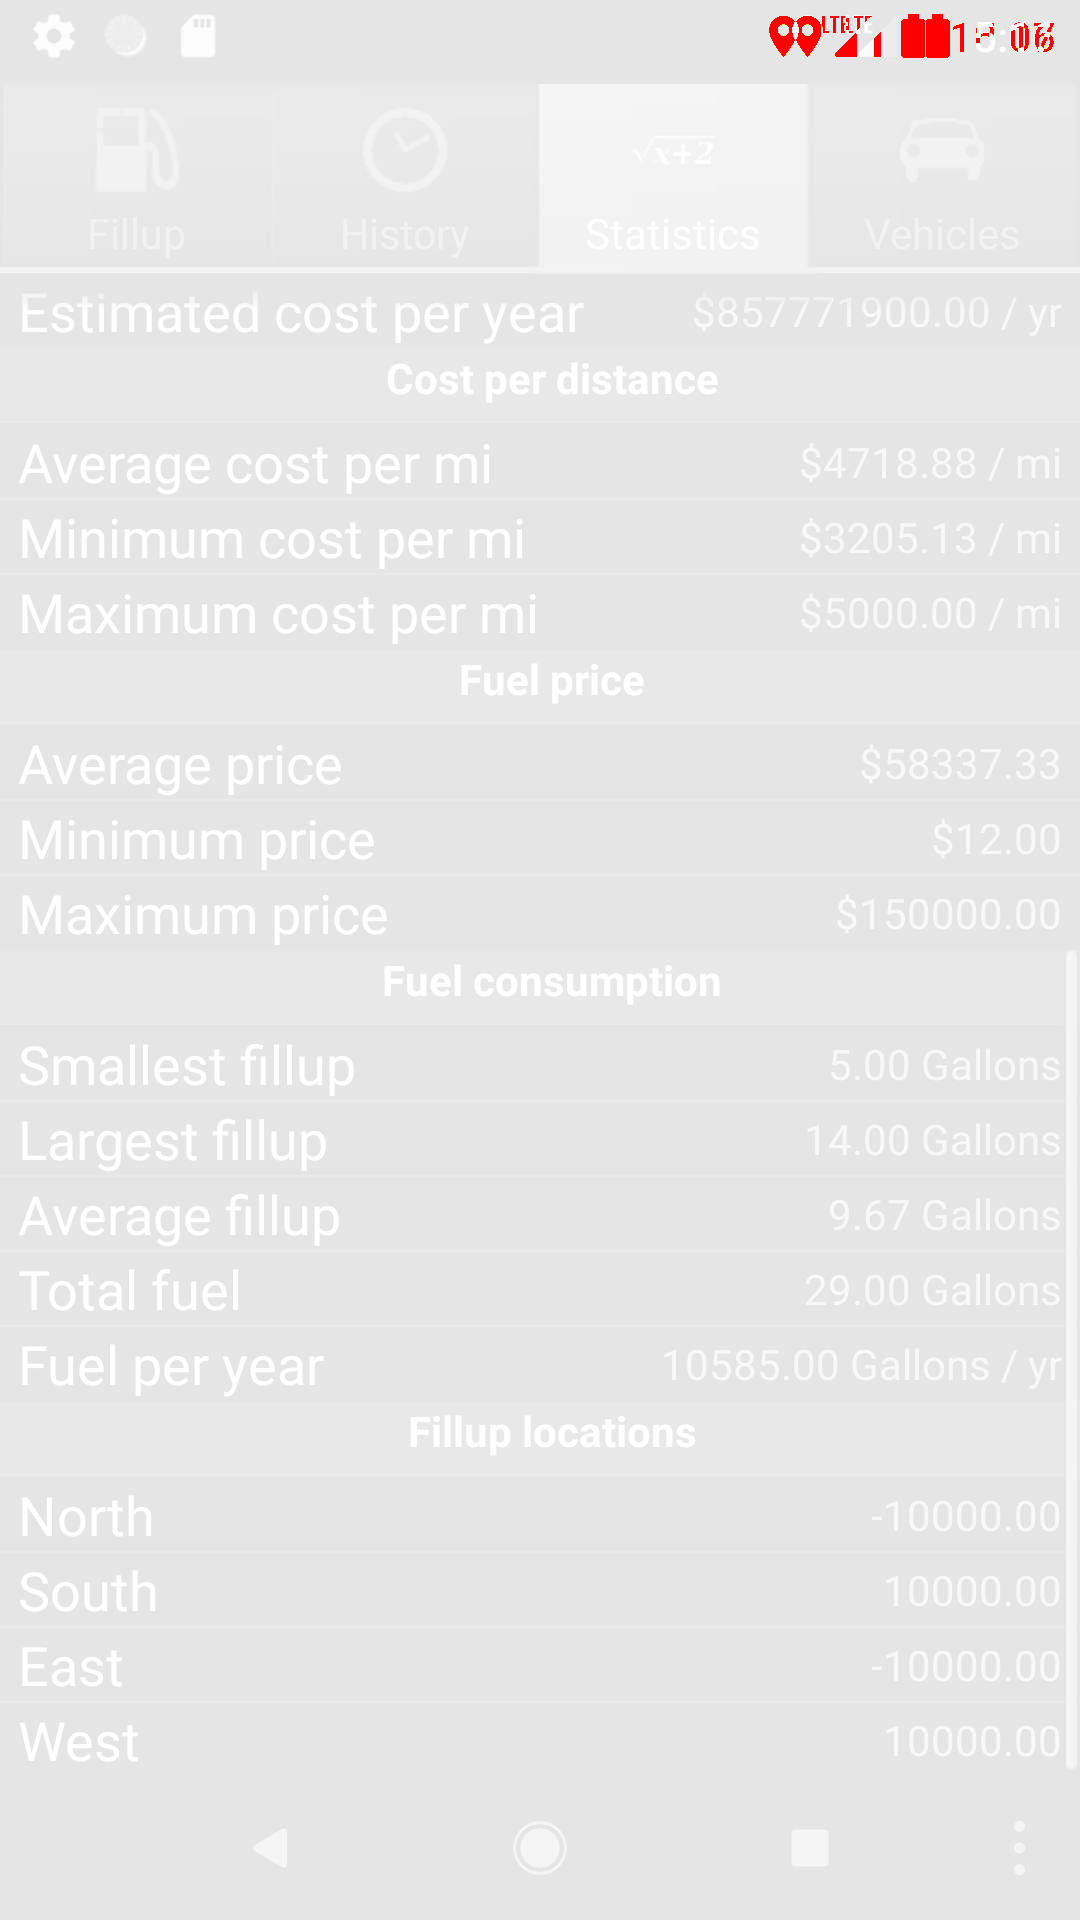 Fillup History √x+2 Statistics Vehicles
Estimated cost per year $857771900.00 / yr
Cost per distance
Average cost per mi $4718.88 / mi
Minimum cost per mi $3205.13 / mi
Maximum cost per mi $5000.00 / mi
Fuel price
Average price $58337.33
Minimum price $12.00
Maximum price $150000.00
Fuel consumption
Smallest fillup 5.00 Gallons
Largest fillup 14.00 Gallons
Average fillup 9.67 Gallons
Total fuel 29.00 Gallons
Fuel per year 10585.00 Gallons / yr
Fillup locations
North -10000.00
South 10000.00
East -10000.00
West 10000.00